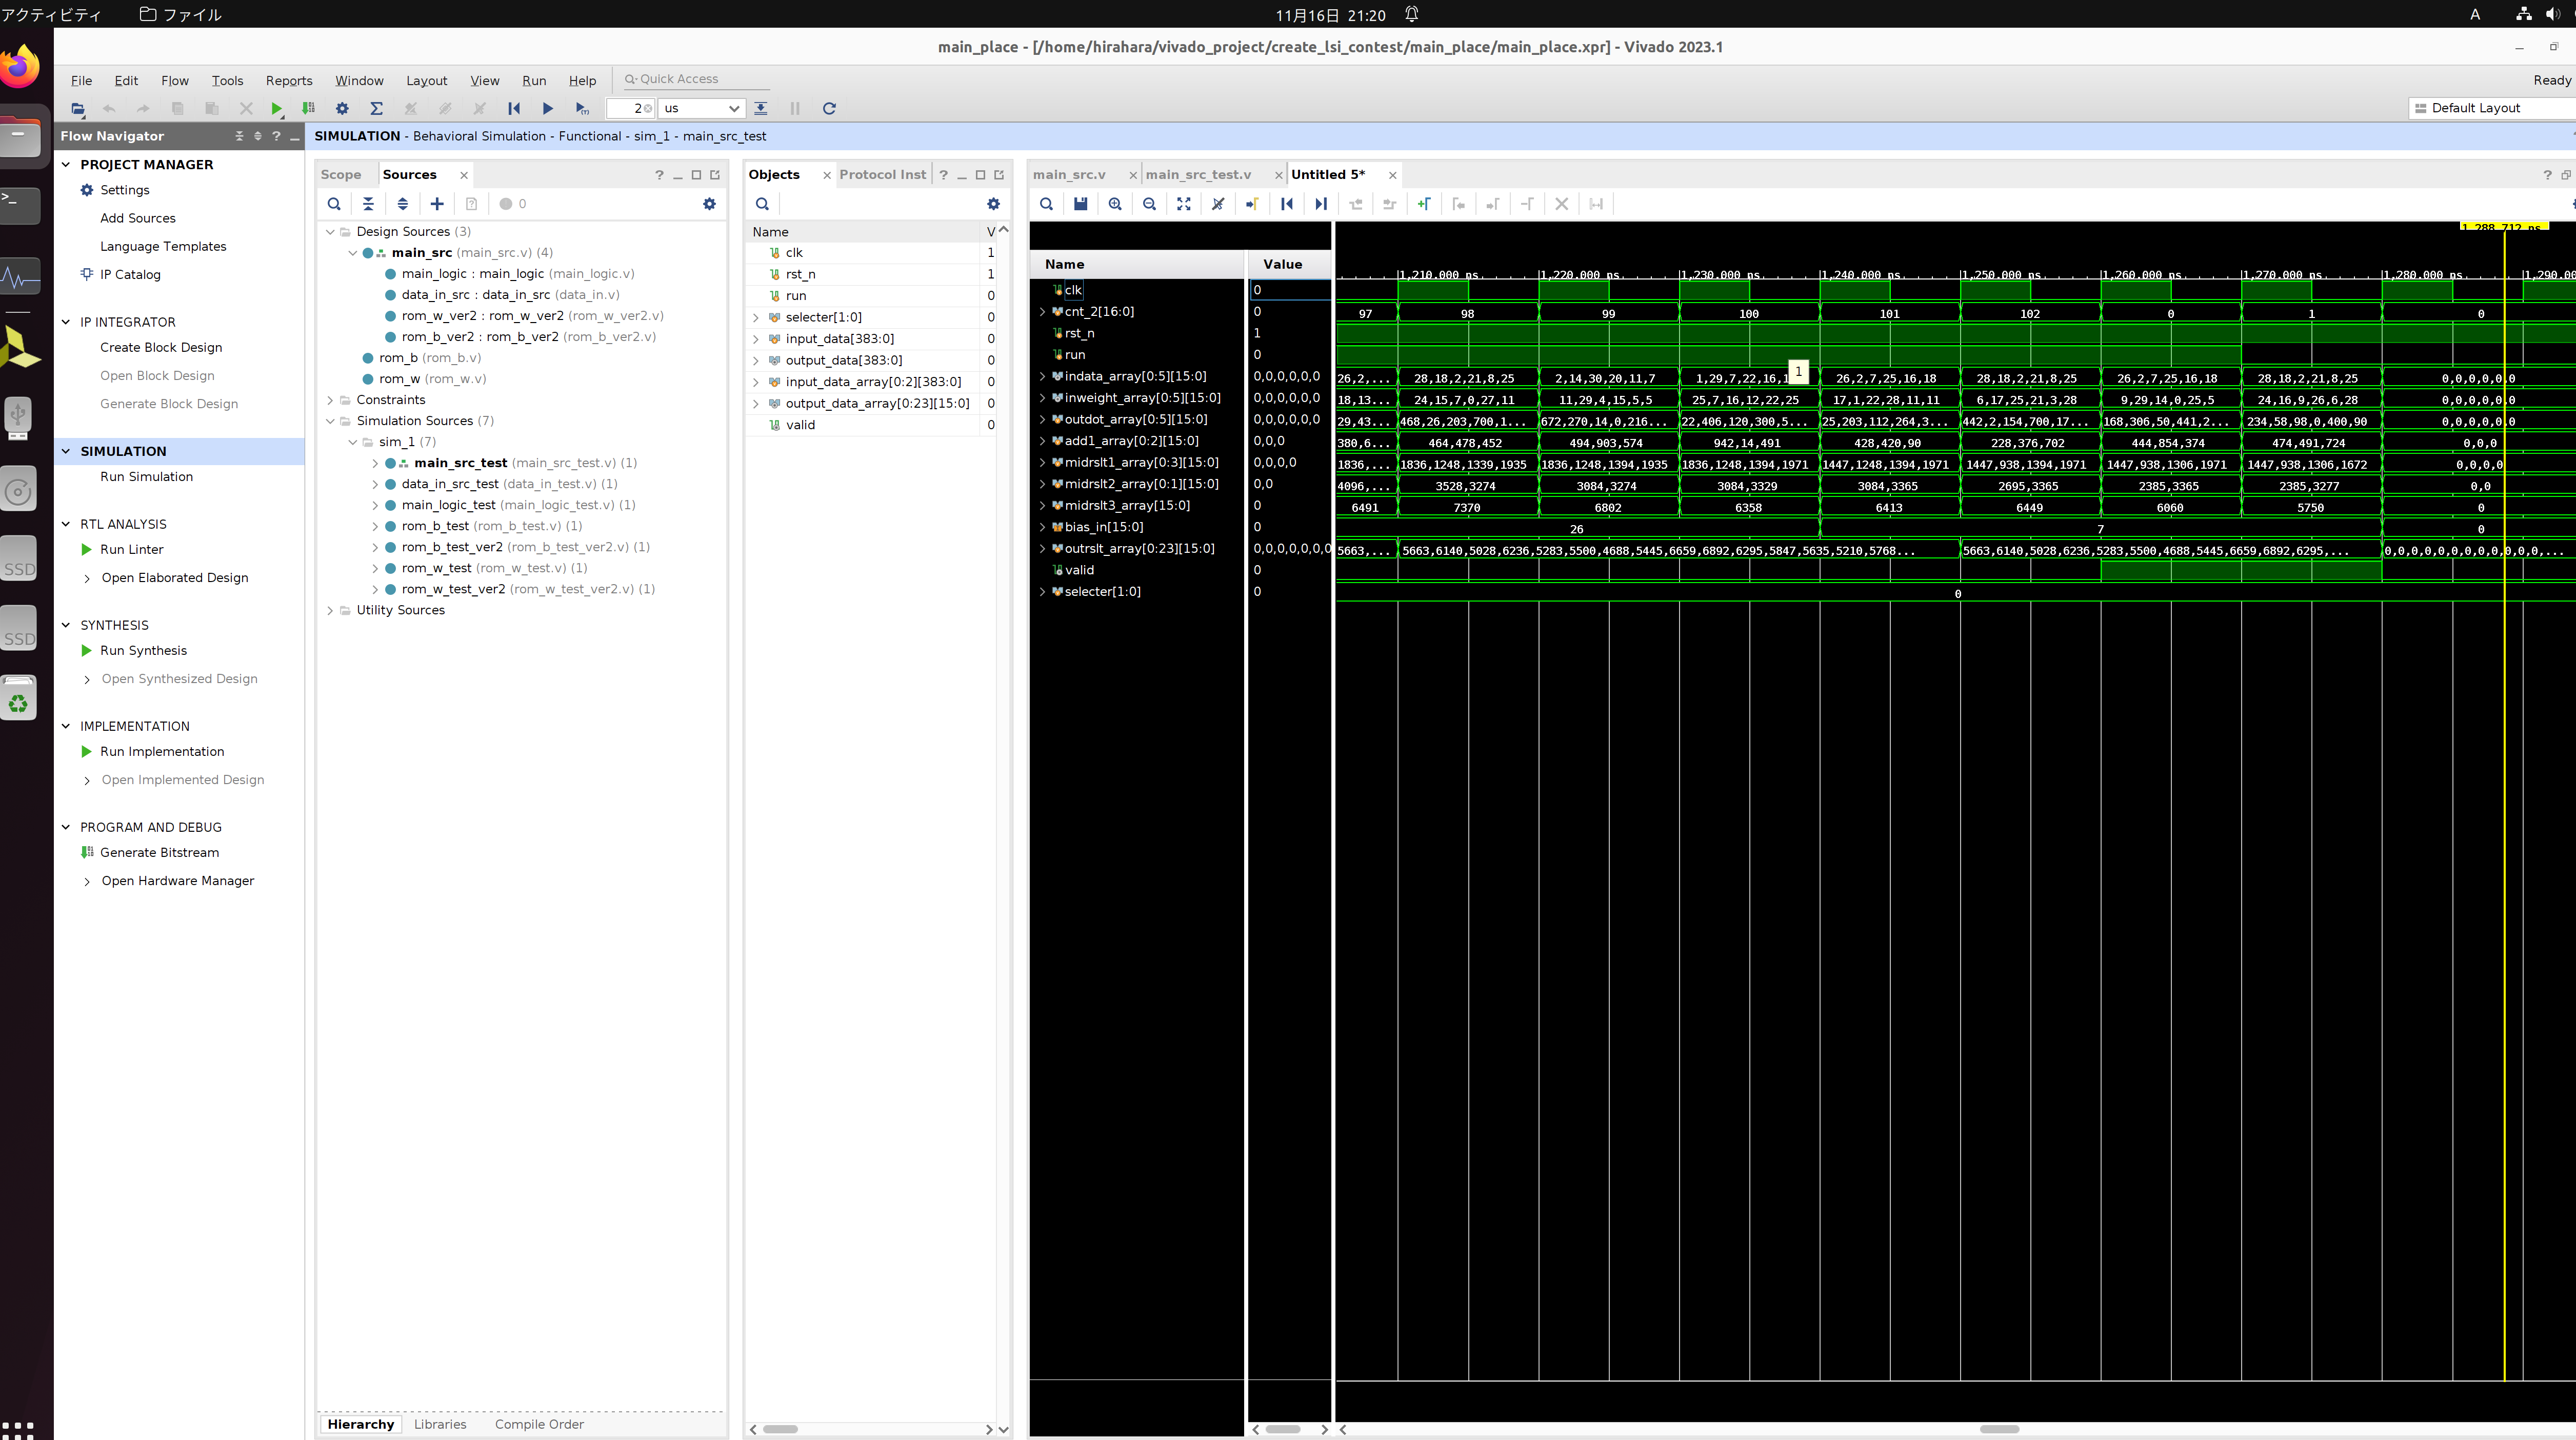 アクティビティ ファイル 11月16日 21:20 A
main_place - [/home/hirahara/vivado_project/create_lsi_contest/main_place/main_place.xpr] - Vivado 2023.1
File Edit Flow Tools Reports Window Layout View Run Help Quick Access Ready
2 us Default Layout
Flow Navigator
SIMULATION - Behavioral Simulation - Functional - sim_1 - main_src_test
PROJECT MANAGER
Settings
Add Sources
Language Templates
IP Catalog
IP INTEGRATOR
Create Block Design
Open Block Design
Generate Block Design
SIMULATION
Run Simulation
RTL ANALYSIS
Run Linter
Open Elaborated Design
SYNTHESIS
Run Synthesis
Open Synthesized Design
IMPLEMENTATION
Run Implementation
Open Implemented Design
PROGRAM AND DEBUG
Generate Bitstream
Open Hardware Manager
SSD
SSD
Scope Sources
0
Design Sources (3)
main_src (main_src.v) (4)
main_logic : main_logic (main_logic.v)
data_in_src : data_in_src (data_in.v)
rom_w_ver2 : rom_w_ver2 (rom_w_ver2.v)
rom_b_ver2 : rom_b_ver2 (rom_b_ver2.v)
rom_b (rom_b.v)
rom_w (rom_w.v)
Constraints
Simulation Sources (7)
sim_1 (7)
main_src_test (main_src_test.v) (1)
data_in_src_test (data_in_test.v) (1)
main_logic_test (main_logic_test.v) (1)
rom_b_test (rom_b_test.v) (1)
rom_b_test_ver2 (rom_b_test_ver2.v) (1)
rom_w_test (rom_w_test.v) (1)
rom_w_test_ver2 (rom_w_test_ver2.v) (1)
Utility Sources
Hierarchy Libraries Compile Order
Objects Protocol Inst
Name V
clk 1
rst_n 1
run 0
selecter[1:0] 0
input_data[383:0] 0
output_data[383:0] 0
input_data_array[0:2][383:0] 0
output_data_array[0:23][15:0] 0
valid 0
main_src.v main_src_test.v Untitled 5*
1,288.712 ns
Name Value 1,210.000 ns 1,220.000 ns 1,230.000 ns 1,240.000 ns 1,250.000 ns 1,260.000 ns 1,270.000 ns 1,280.000 ns 1,290.00
clk 0
cnt_2[16:0] 0 97 98 99 100 101 102 0 1 0
rst_n 1
run 0
indata_array[0:5][15:0] 0,0,0,0,0,0 26,2,... 28,18,2,21,8,25 2,14,30,20,11,7 1,29,7,22,16,1 1 26,2,7,25,16,18 28,18,2,21,8,25 26,2,7,25,16,18 28,18,2,21,8,25 0,0,0,0,0,0
inweight_array[0:5][15:0] 0,0,0,0,0,0 18,13... 24,15,7,0,27,11 11,29,4,15,5,5 25,7,16,12,22,25 17,1,22,28,11,11 6,17,25,21,3,28 9,29,14,0,25,5 24,16,9,26,6,28 0,0,0,0,0,0
outdot_array[0:5][15:0] 0,0,0,0,0,0 29,43... 468,26,203,700,1... 672,270,14,0,216... 22,406,120,300,5... 25,203,112,264,3... 442,2,154,700,17... 168,306,50,441,2... 234,58,98,0,400,90 0,0,0,0,0,0
add1_array[0:2][15:0] 0,0,0 380,6... 464,478,452 494,903,574 942,14,491 428,420,90 228,376,702 444,854,374 474,491,724 0,0,0
midrslt1_array[0:3][15:0] 0,0,0,0 1836,... 1836,1248,1339,1935 1836,1248,1394,1935 1836,1248,1394,1971 1447,1248,1394,1971 1447,938,1394,1971 1447,938,1306,1971 1447,938,1306,1672 0,0,0,0
midrslt2_array[0:1][15:0] 0,0 4096,... 3528,3274 3084,3274 3084,3329 3084,3365 2695,3365 2385,3365 2385,3277 0,0
midrslt3_array[15:0] 0 6491 7370 6802 6358 6413 6449 6060 5750 0
bias_in[15:0] 0 26 7 0
outrslt_array[0:23][15:0] 0,0,0,0,0,0,0 5663,... 5663,6140,5028,6236,5283,5500,4688,5445,6659,6892,6295,5847,5635,5210,5768... 5663,6140,5028,6236,5283,5500,4688,5445,6659,6892,6295,... 0,0,0,0,0,0,0,0,0,0,0,0,...
valid 0
selecter[1:0] 0 0